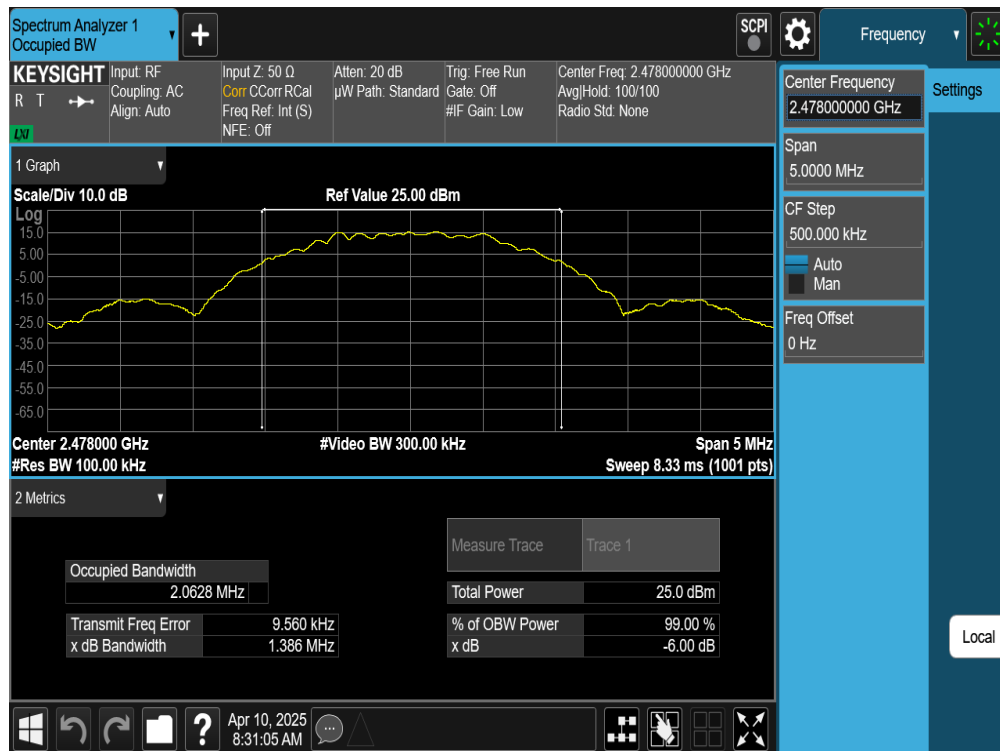 Spectrum Analyzer 1
Occupied BW
+
SCPI
Frequency
KEYSIGHT
R T
LXI
Input: RF
Coupling: AC
Align: Auto
Input Z: 50 Ω
Corr CCorr RCal
Freq Ref: Int (S)
NFE: Off
Atten: 20 dB
µW Path: Standard
Trig: Free Run
Gate: Off
#IF Gain: Low
Center Freq: 2.478000000 GHz
Avg|Hold: 100/100
Radio Std: None
Center Frequency
2.478000000 GHz
Settings
Span
5.0000 MHz
CF Step
500.000 kHz
Auto
Man
Freq Offset
0 Hz
Local
1 Graph
Scale/Div 10.0 dB
Ref Value 25.00 dBm
Log
15.0
5.00
-5.00
-15.0
-25.0
-35.0
-45.0
-55.0
-65.0
Center 2.478000 GHz
#Video BW 300.00 kHz
Span 5 MHz
#Res BW 100.00 kHz
Sweep 8.33 ms (1001 pts)
2 Metrics
Measure Trace
Trace 1
Occupied Bandwidth
2.0628 MHz
Total Power
25.0 dBm
Transmit Freq Error
9.560 kHz
% of OBW Power
99.00 %
x dB Bandwidth
1.386 MHz
x dB
-6.00 dB
?
Apr 10, 2025
8:31:05 AM